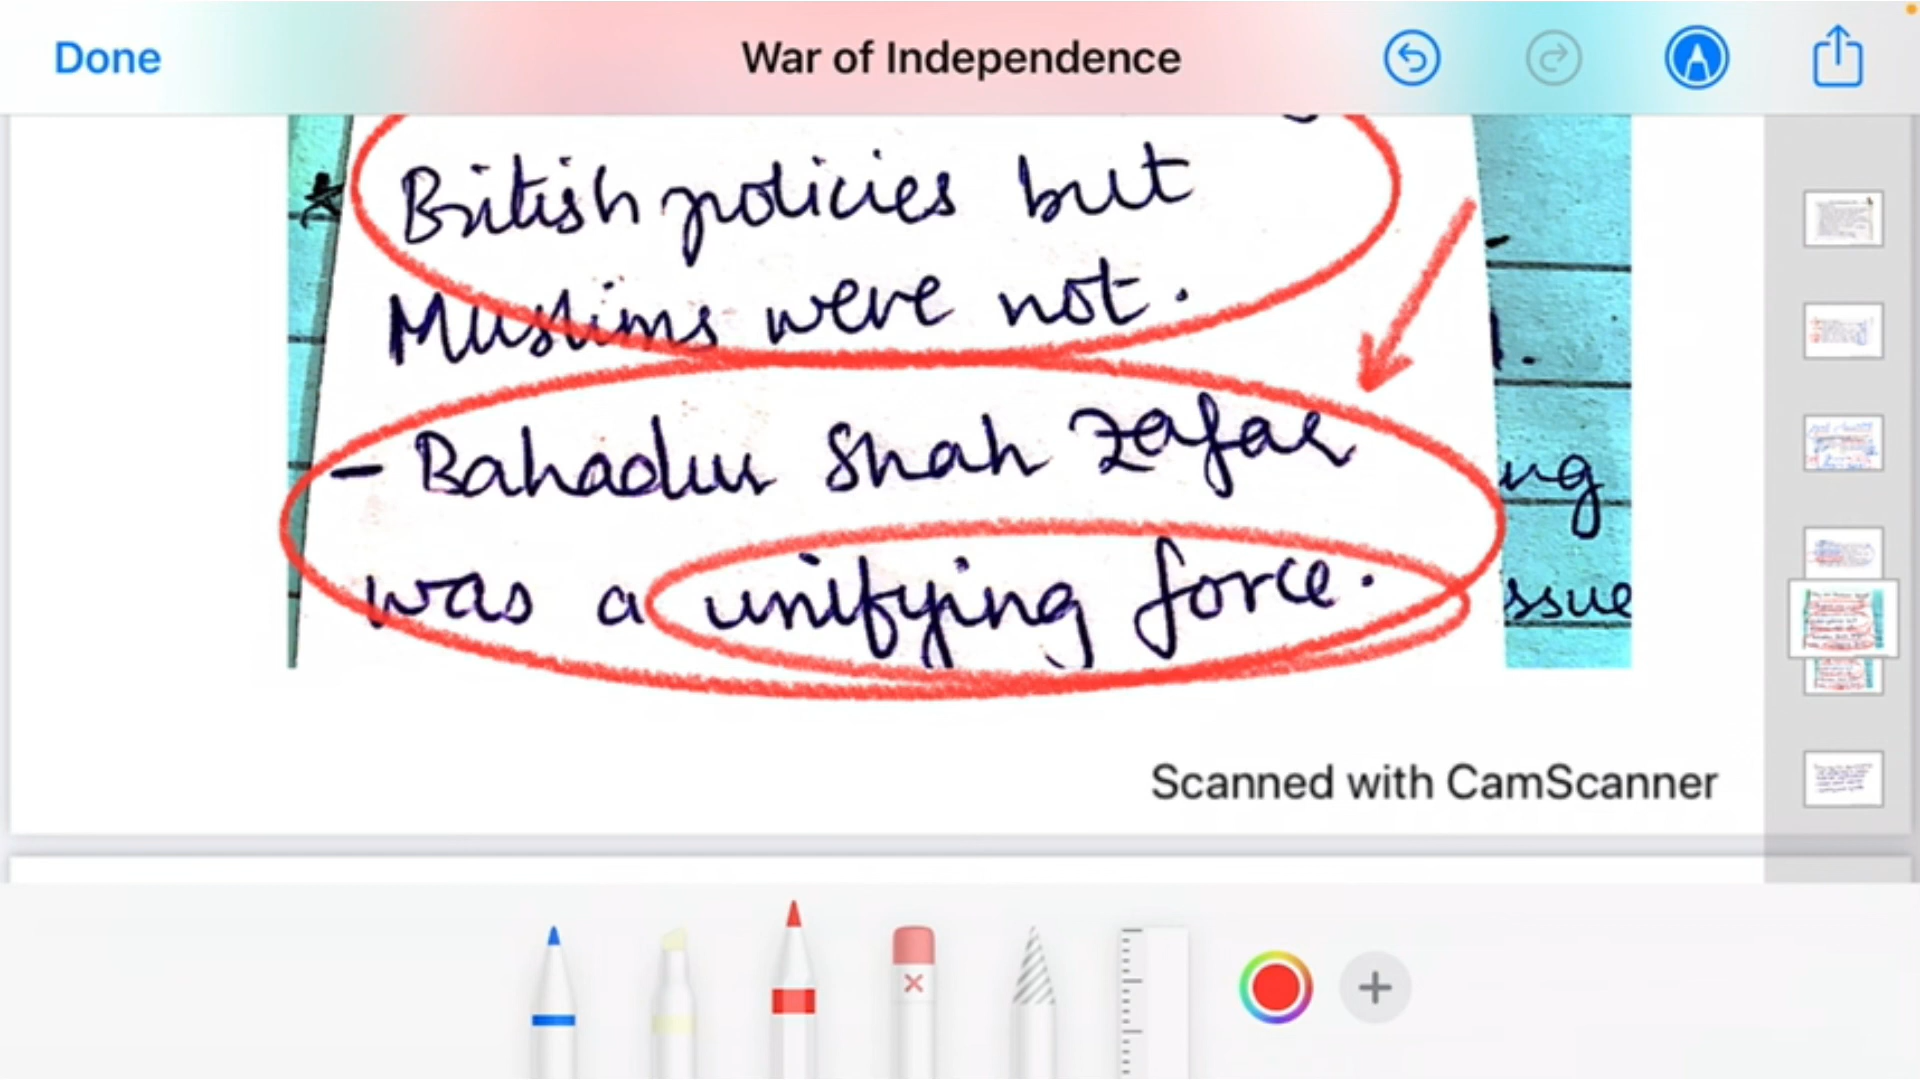 Done
War of Independence
British policies but
Muslims were not.
- Bahadur Shah Zafar
was a unifying force.
ng
ssue
Scanned with CamScanner